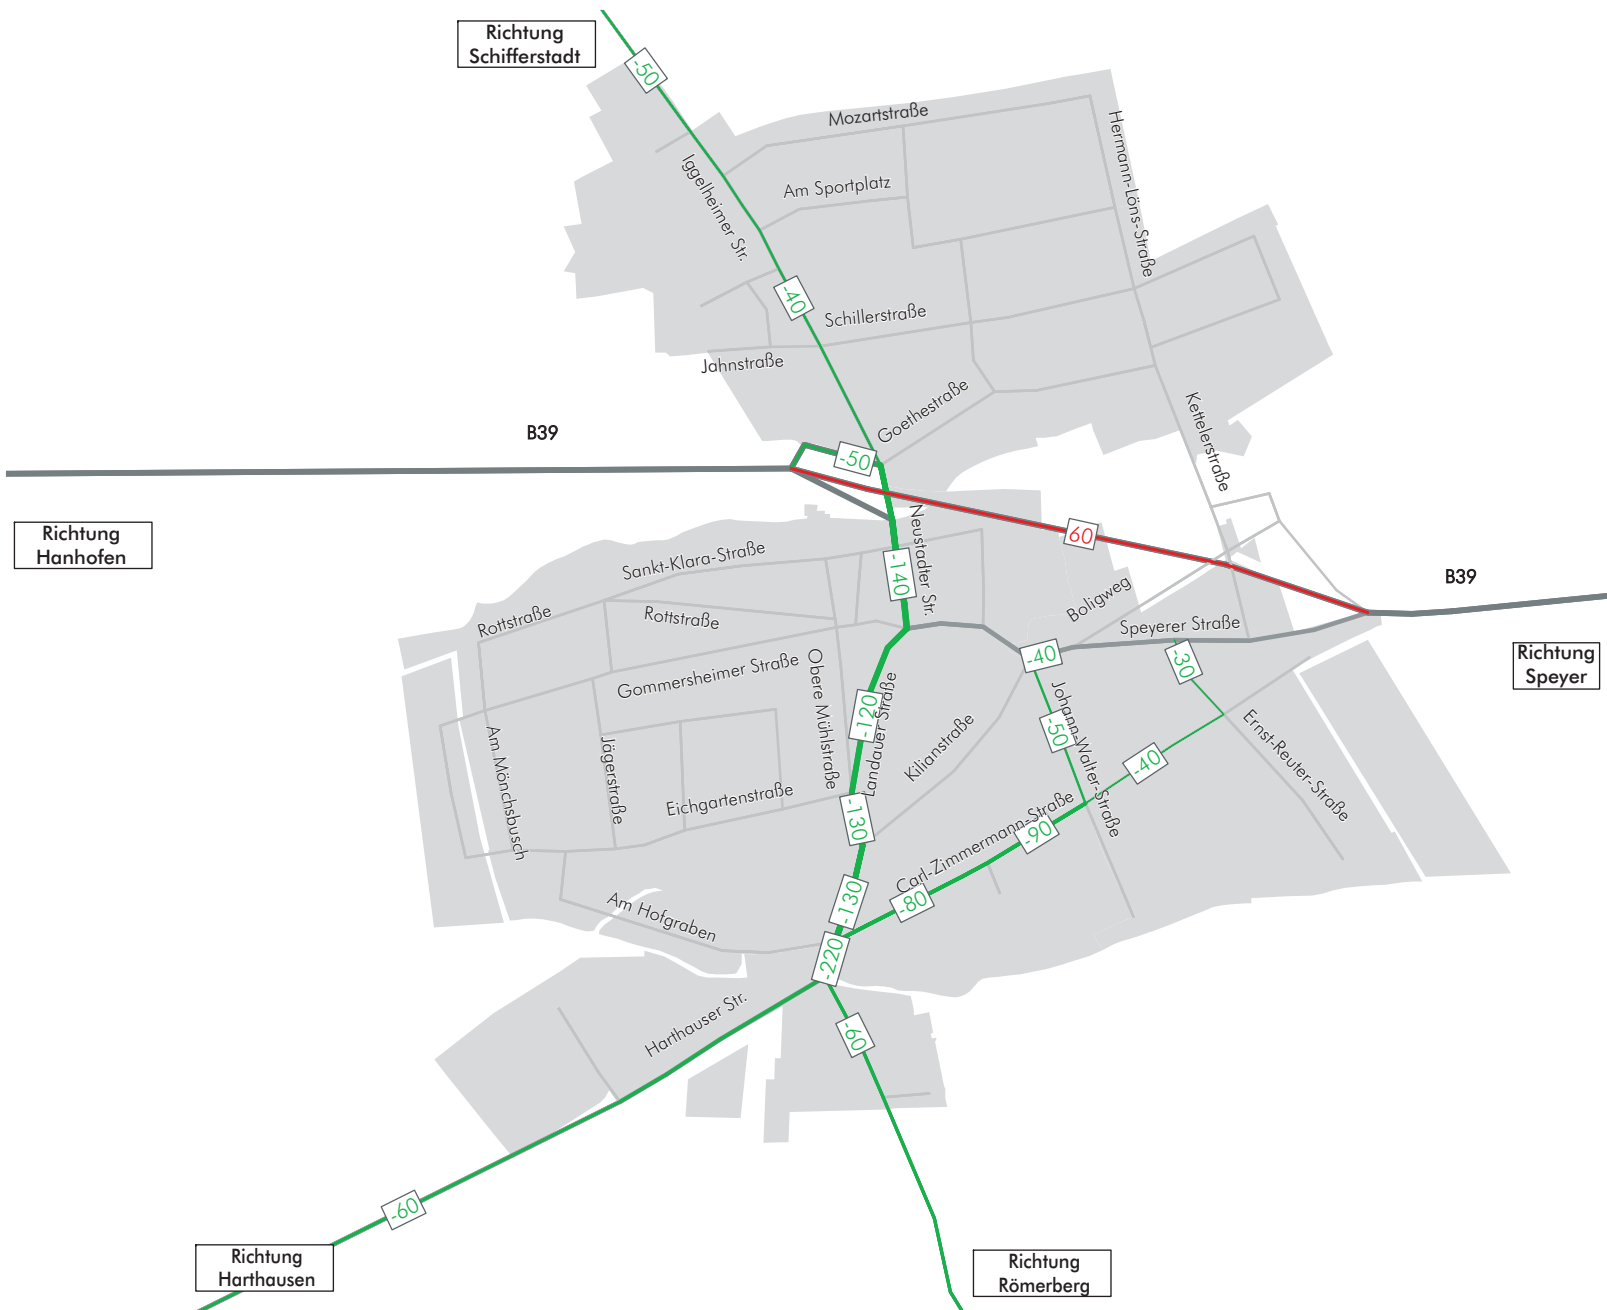 Richtung
Schifferstadt
-50
Mozartstraße
Hermann-Löns-Straße
Iggelheimer Str.
Am Sportplatz
-40
Schillerstraße
Jahnstraße
Goethestraße
Kettelerstraße
B39
-50
Richtung
Hanhofen
Neustadter Str.
60
Sankt-Klara-Straße
-140
B39
Boligweg
Rottstraße
Rottstraße
Speyerer Straße
Richtung
Speyer
-40
-30
Gommersheimer Straße
Obere Mühlstraße
-120
Landauer Straße
Johann-Walter-Straße
-50
Kilianstraße
Ernst-Reuter-Straße
-40
Am Mönchsbusch
Jägerstraße
Eichgartenstraße
-130
Carl-Zimmermann-Straße
-90
-130
-80
Am Hofgraben
-220
Harthauser Str.
-60
-60
Richtung
Harthausen
Richtung
Römerberg